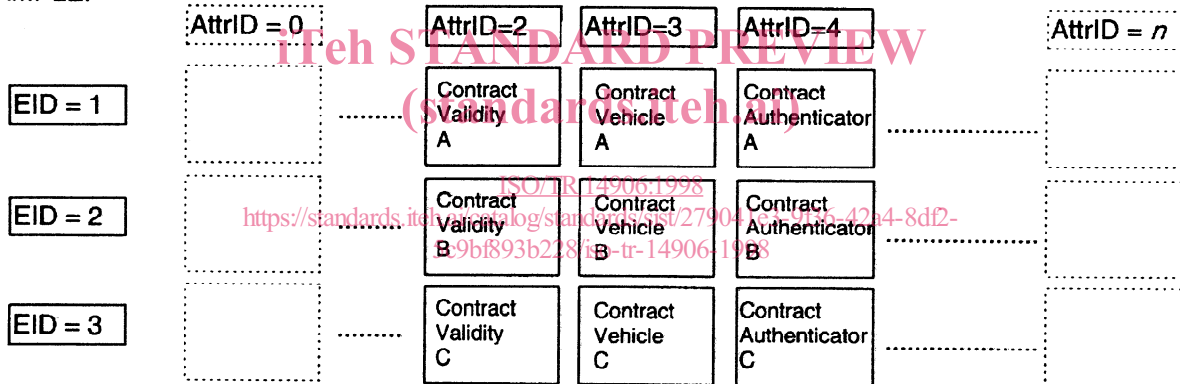 AttrID = 0 AttrID=2 AttrID=3 AttrID=4 AttrID = n
iTeh STANDARD PREVIEW
(standards.iteh.ai)
EID = 1
Contract Validity A
Contract Vehicle A
Contract Authenticator A
ISO/TR 14906:1998
https://standards.iteh.ai/catalog/standards/sist/279041e3-9f36-42a4-8df2-
5c9bf893b228/iso-tr-14906-1998
EID = 2
Contract Validity B
Contract Vehicle B
Contract Authenticator B
EID = 3
Contract Validity C
Contract Vehicle C
Contract Authenticator C